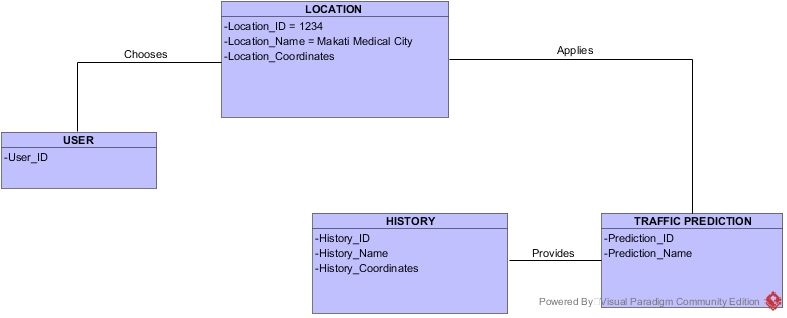 LOCATION
-Location_ID = 1234
-Location_Name = Makati Medical City
-Location_Coordinates
Chooses
Applies
USER
-User_ID
HISTORY
-History_ID
-History_Name
-History_Coordinates
Provides
TRAFFIC PREDICTION
-Prediction_ID
-Prediction_Name
Powered By Visual Paradigm Community Edition